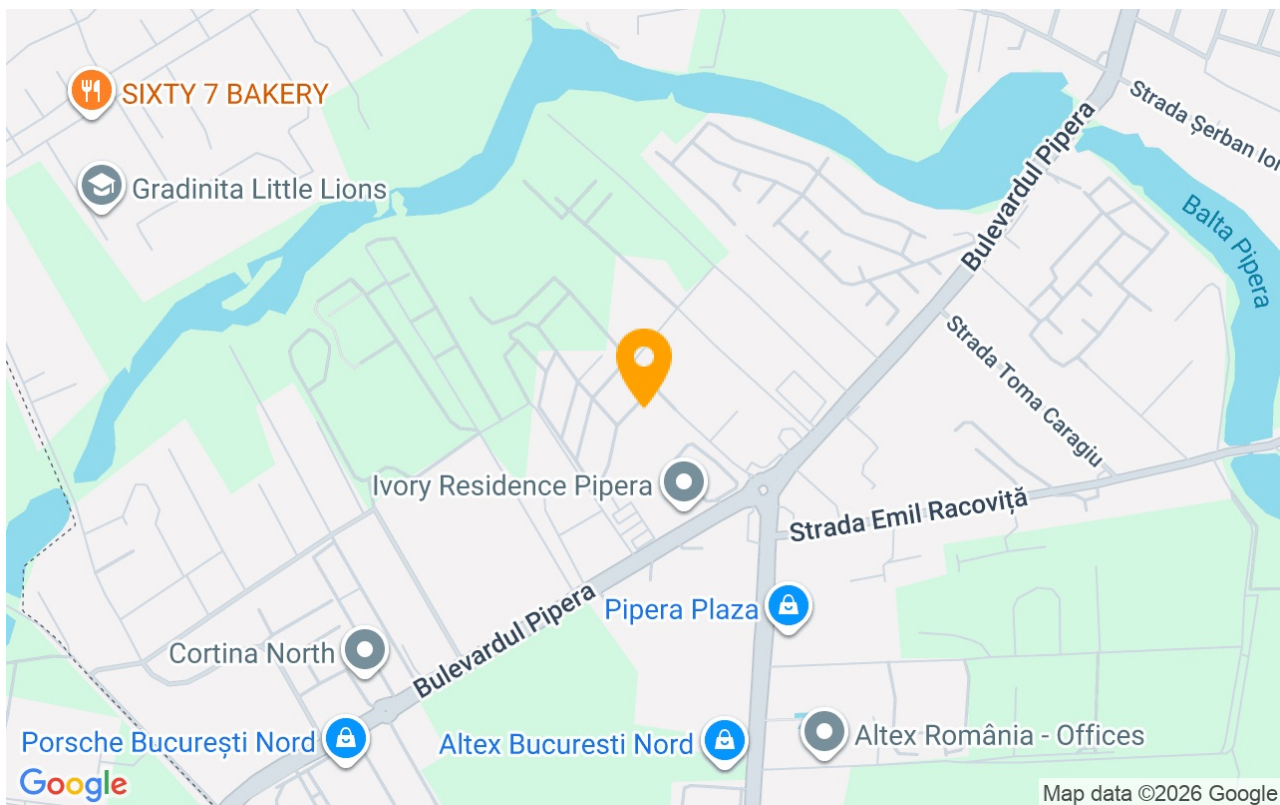 SIXTY 7 BAKERY
Strada Șerban Ion
Gradinita Little Lions
Bulevardul Pipera
Balta Pipera
Strada Toma Caragiu
Ivory Residence Pipera
Strada Emil Racoviță
Bulevardul Pipera
Pipera Plaza
Cortina North
Porsche București Nord
Altex Bucuresti Nord
Altex România - Offices
Google
Map data ©2026 Google